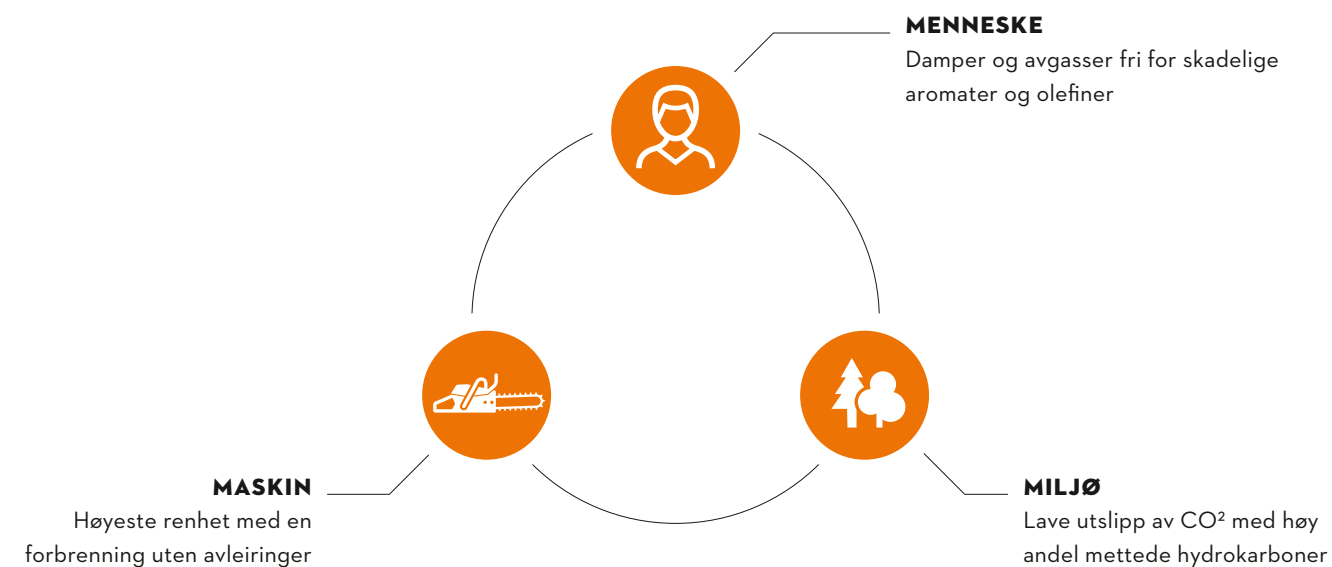 MENNESKE
Damper og avgasser fri for skadelige
aromater og olefiner
MASKIN
Høyeste renhet med en
forbrenning uten avleiringer
MILJØ
Lave utslipp av CO² med høy
andel mettede hydrokarboner